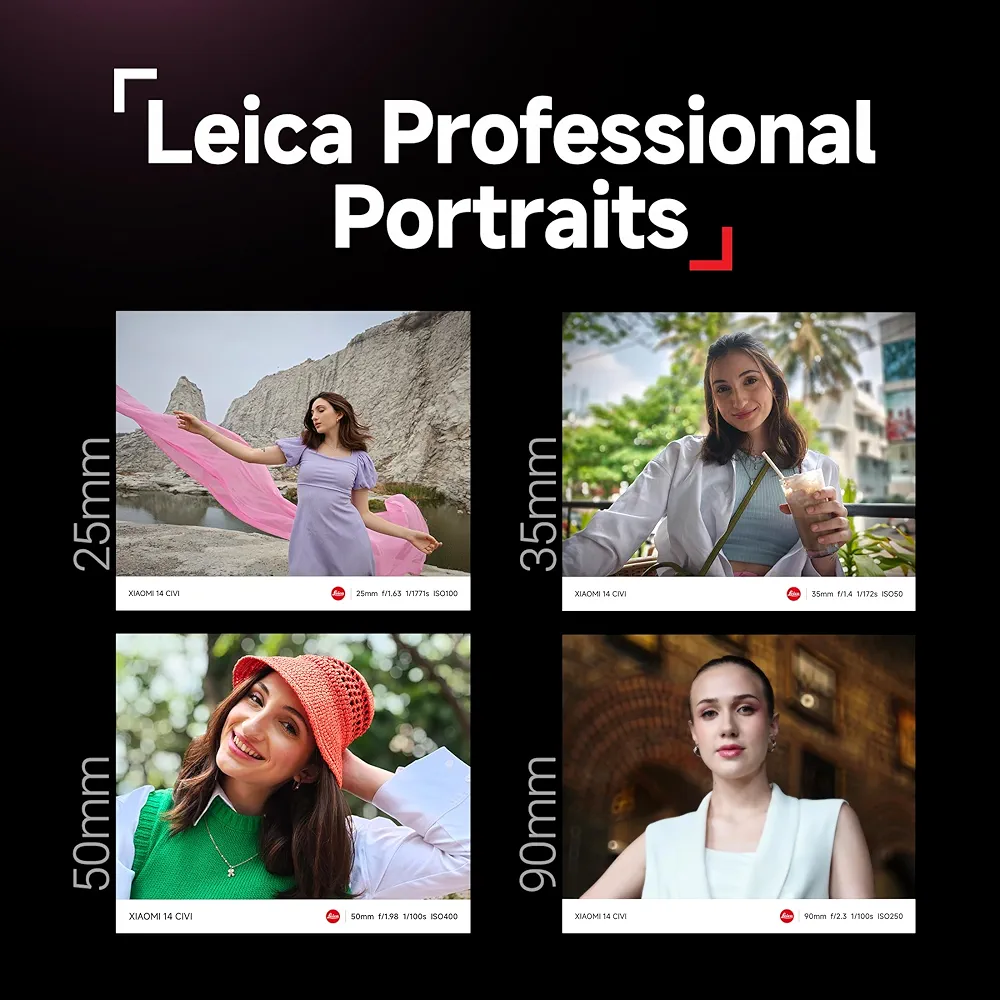 Leica Professional
Portraits
25mm
XIAOMI 14 CIVI
Leica
25mm f/1.63 1/1771s ISO100
35mm
XIAOMI 14 CIVI
Leica
35mm f/1.4 1/172s ISO50
50mm
XIAOMI 14 CIVI
Leica
50mm f/1.98 1/100s ISO400
90mm
XIAOMI 14 CIVI
Leica
90mm f/2.3 1/100s ISO250